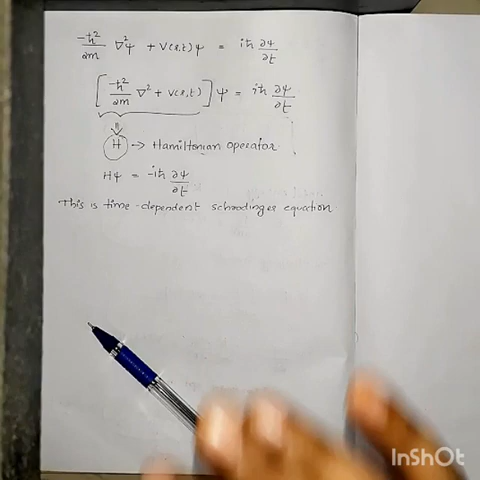 -ħ²/2m ∇²ψ + V(r,t)ψ = iħ ∂ψ/∂t
[-ħ²/2m ∇² + V(r,t)]ψ = iħ ∂ψ/∂t
H → Hamiltonian operator
Hψ = -iħ ∂ψ/∂t
This is time-dependent schrodinger equation.
InShOt